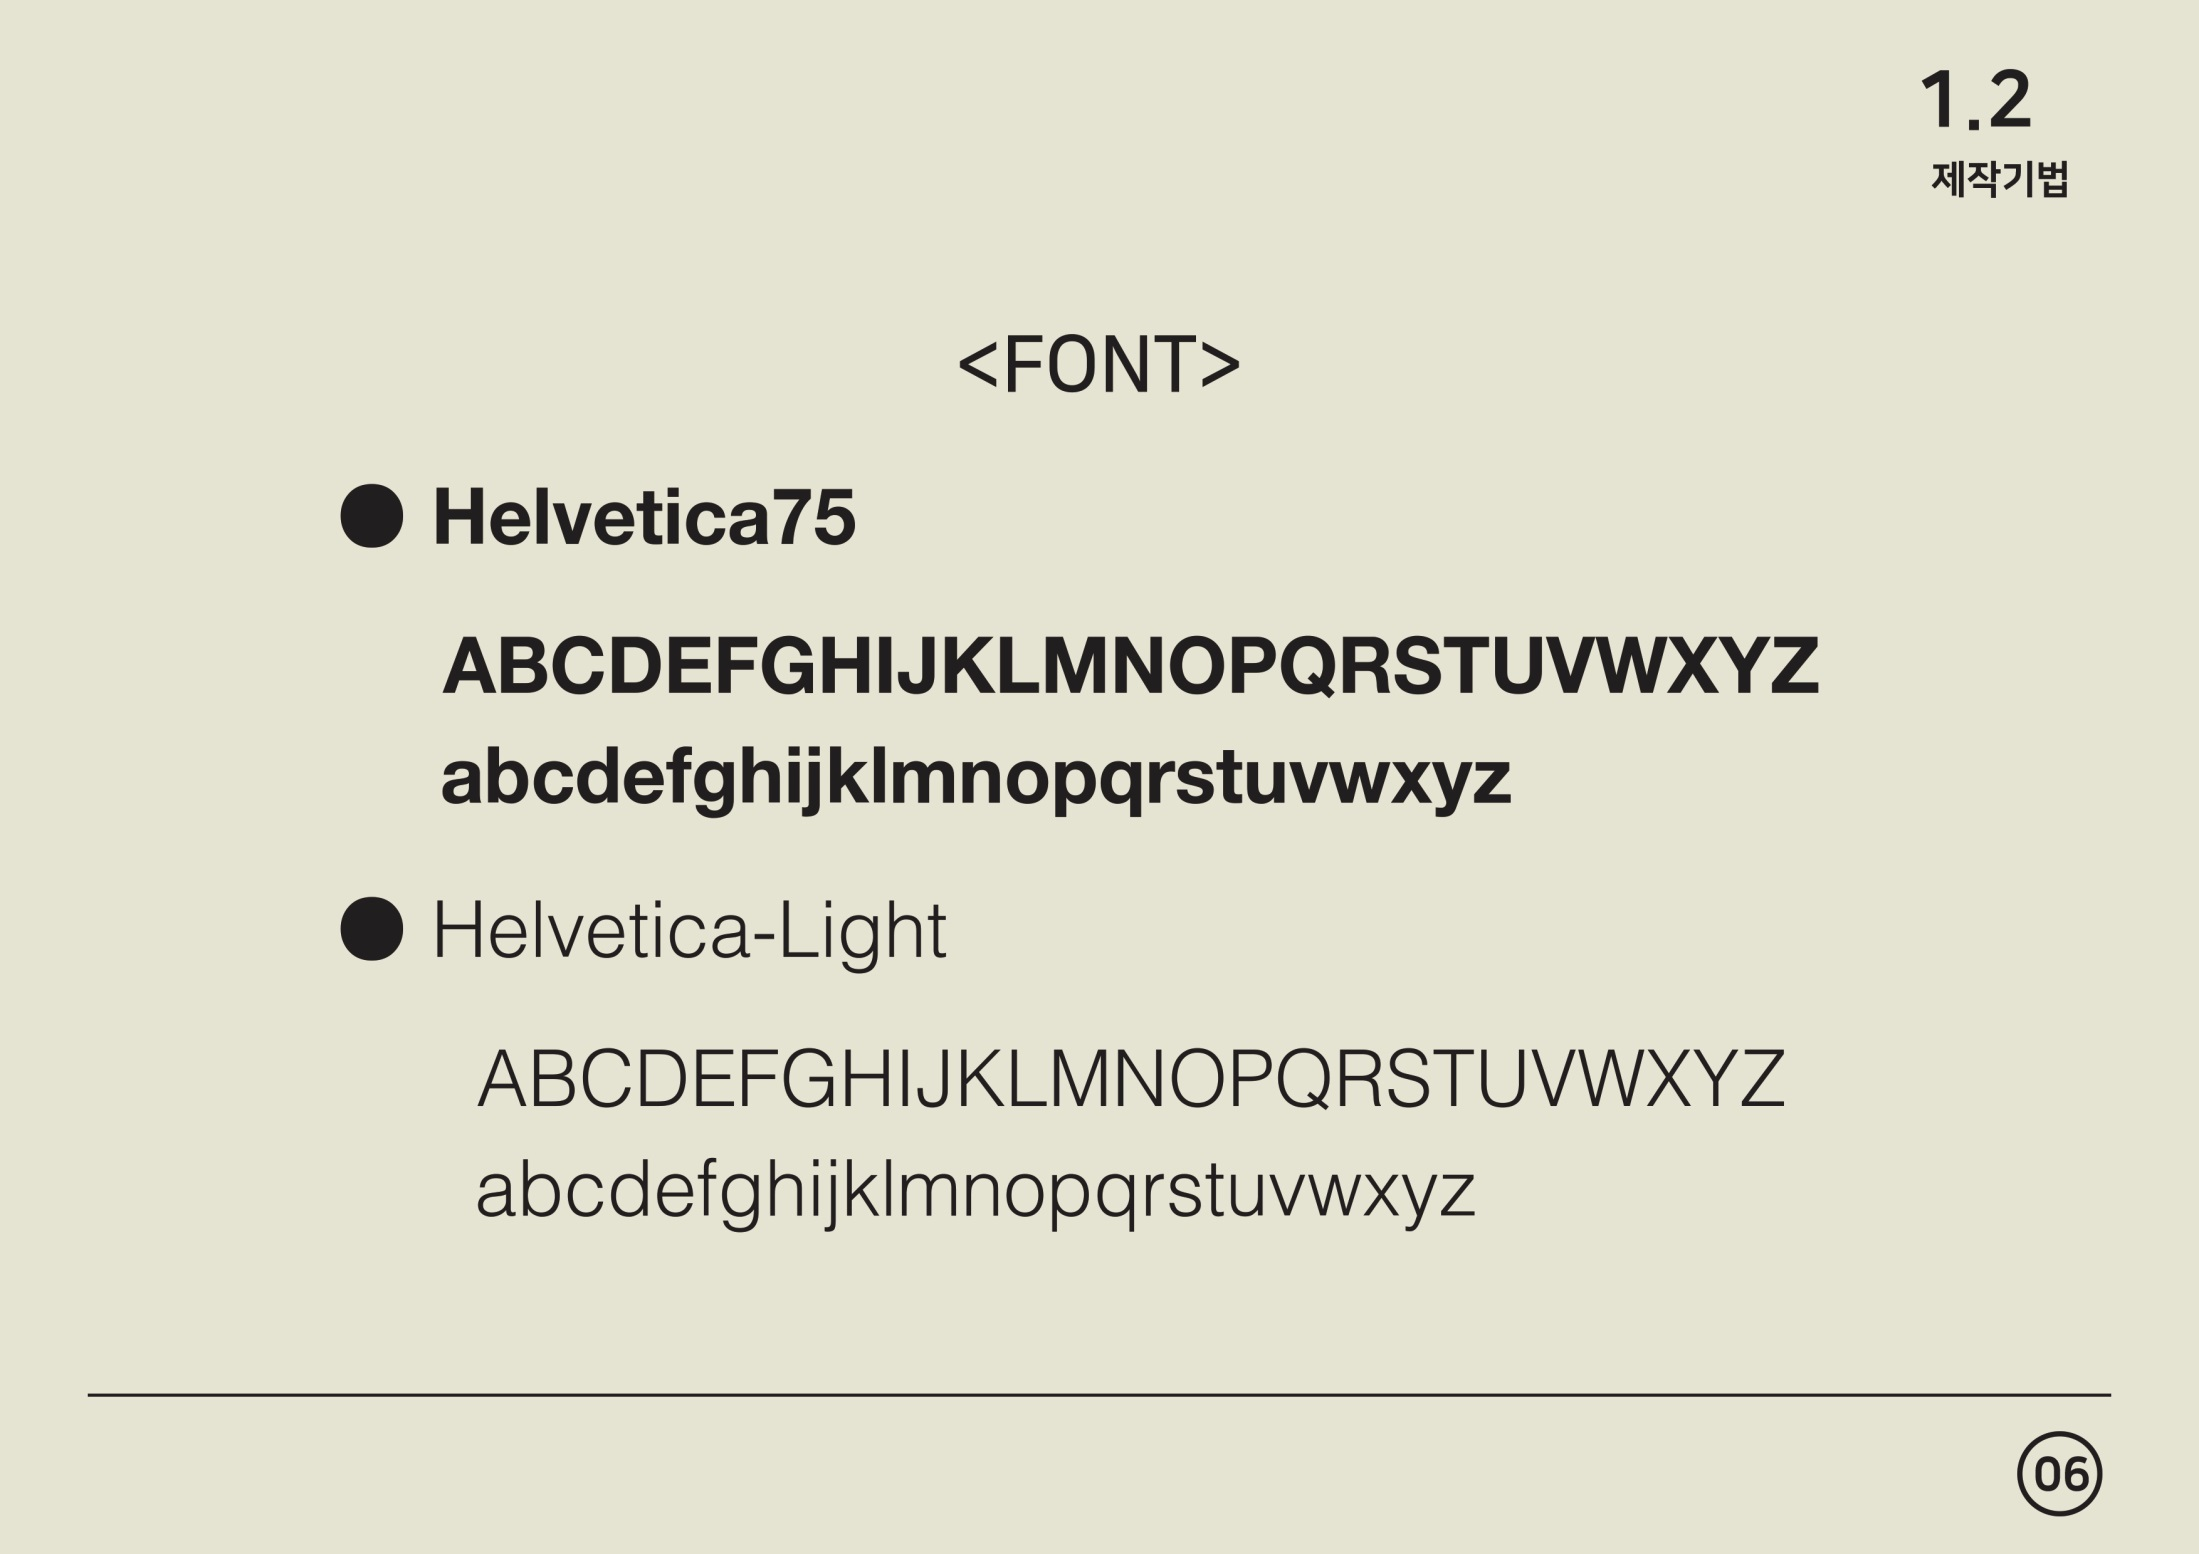 1.2
제작기법
<FONT>
● Helvetica75
ABCDEFGHIJKLMNOPQRSTUVWXYZ
abcdefghijklmnopqrstuvwxyz
● Helvetica-Light
ABCDEFGHIJKLMNOPQRSTUVWXYZ
abcdefghijklmnopqrstuvwxyz
06